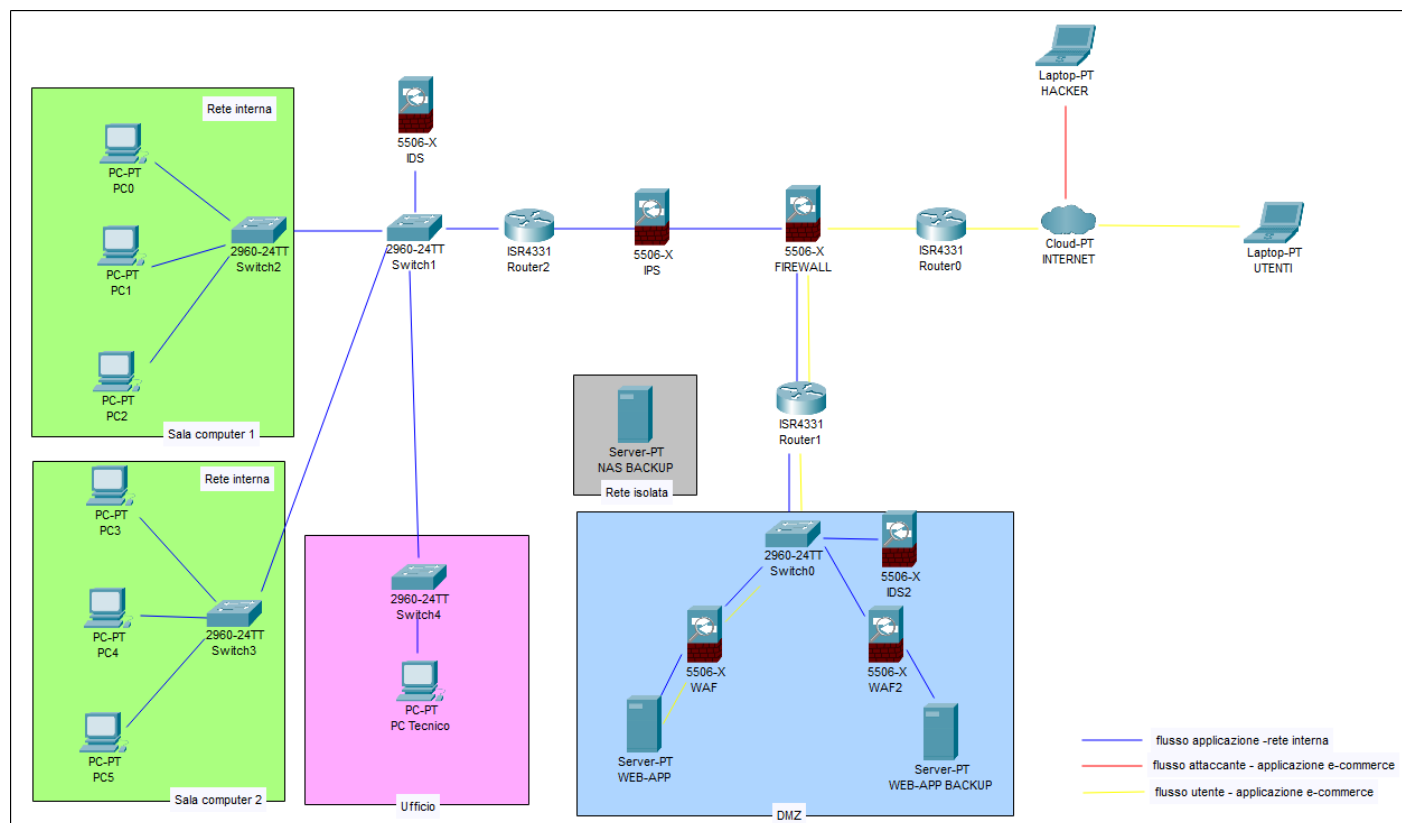 Laptop-PT
HACKER
Rete interna
PC-PT
PC0
5506-X
IDS
2960-24TT
Switch2
2960-24TT
Switch1
ISR4331
Router2
5506-X
IPS
5506-X
FIREWALL
ISR4331
Router0
Cloud-PT
INTERNET
Laptop-PT
UTENTI
PC-PT
PC1
PC-PT
PC2
Sala computer 1
ISR4331
Router1
Server-PT
NAS BACKUP
Rete isolata
Rete interna
PC-PT
PC3
PC-PT
PC4
2960-24TT
Switch3
PC-PT
PC5
Sala computer 2
2960-24TT
Switch4
PC-PT
PC Tecnico
Ufficio
2960-24TT
Switch0
5506-X
IDS2
5506-X
WAF
5506-X
WAF2
Server-PT
WEB-APP
Server-PT
WEB-APP BACKUP
DMZ
flusso applicazione -rete interna
flusso attaccante - applicazione e-commerce
flusso utente - applicazione e-commerce